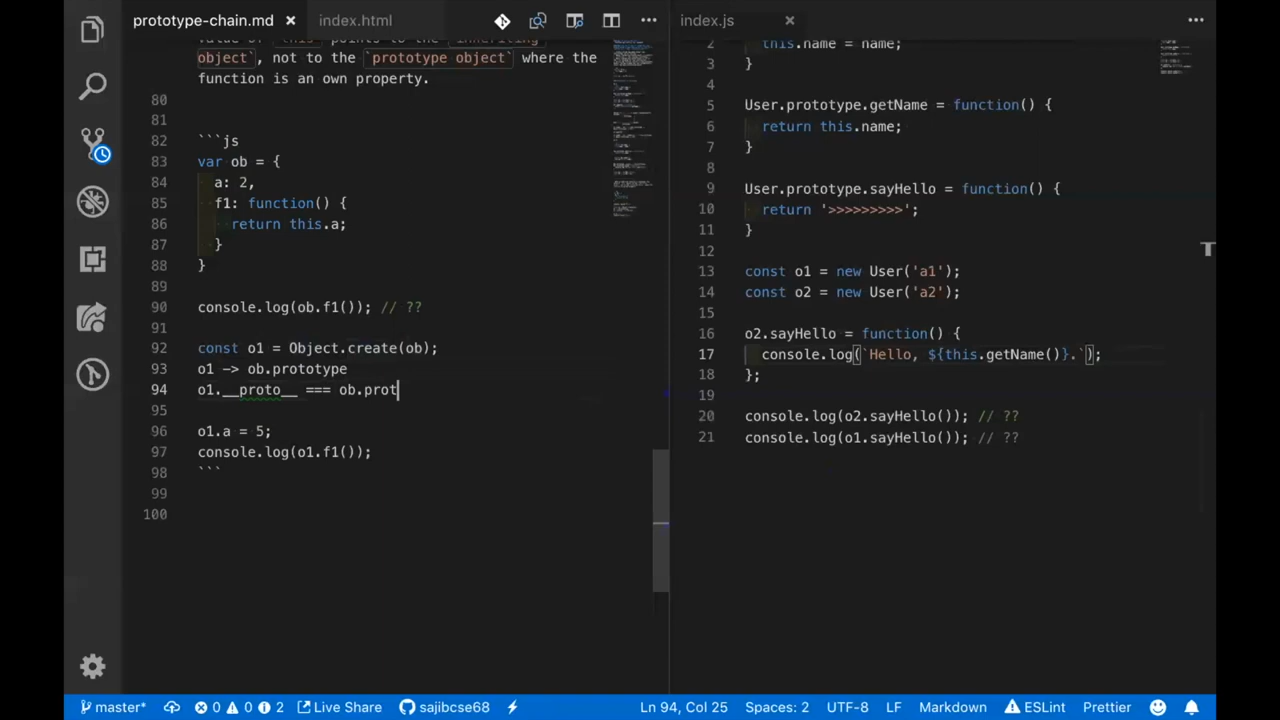 prototype-chain.md
index.html
index.js
object`, not to the `prototype object` where the
function is an own property.
80
81
82 ```js
83 var ob = {
84 a: 2,
85 f1: function() {
86 return this.a;
87 }
88 }
89
90 console.log(ob.f1()); // ??
91
92 const o1 = Object.create(ob);
93 o1 -> ob.prototype
94 o1.__proto__ === ob.prot
95
96 o1.a = 5;
97 console.log(o1.f1());
98 ```
99
100
2 this.name = name;
3 }
4
5 User.prototype.getName = function() {
6 return this.name;
7 }
8
9 User.prototype.sayHello = function() {
10 return '>>>>>>>>>';
11 }
12
13 const o1 = new User('a1');
14 const o2 = new User('a2');
15
16 o2.sayHello = function() {
17 console.log(`Hello, ${this.getName()}.`);
18 };
19
20 console.log(o2.sayHello()); // ??
21 console.log(o1.sayHello()); // ??
master* 0 0 2 Live Share sajibcse68 Ln 94, Col 25 Spaces: 2 UTF-8 LF Markdown ESLint Prettier